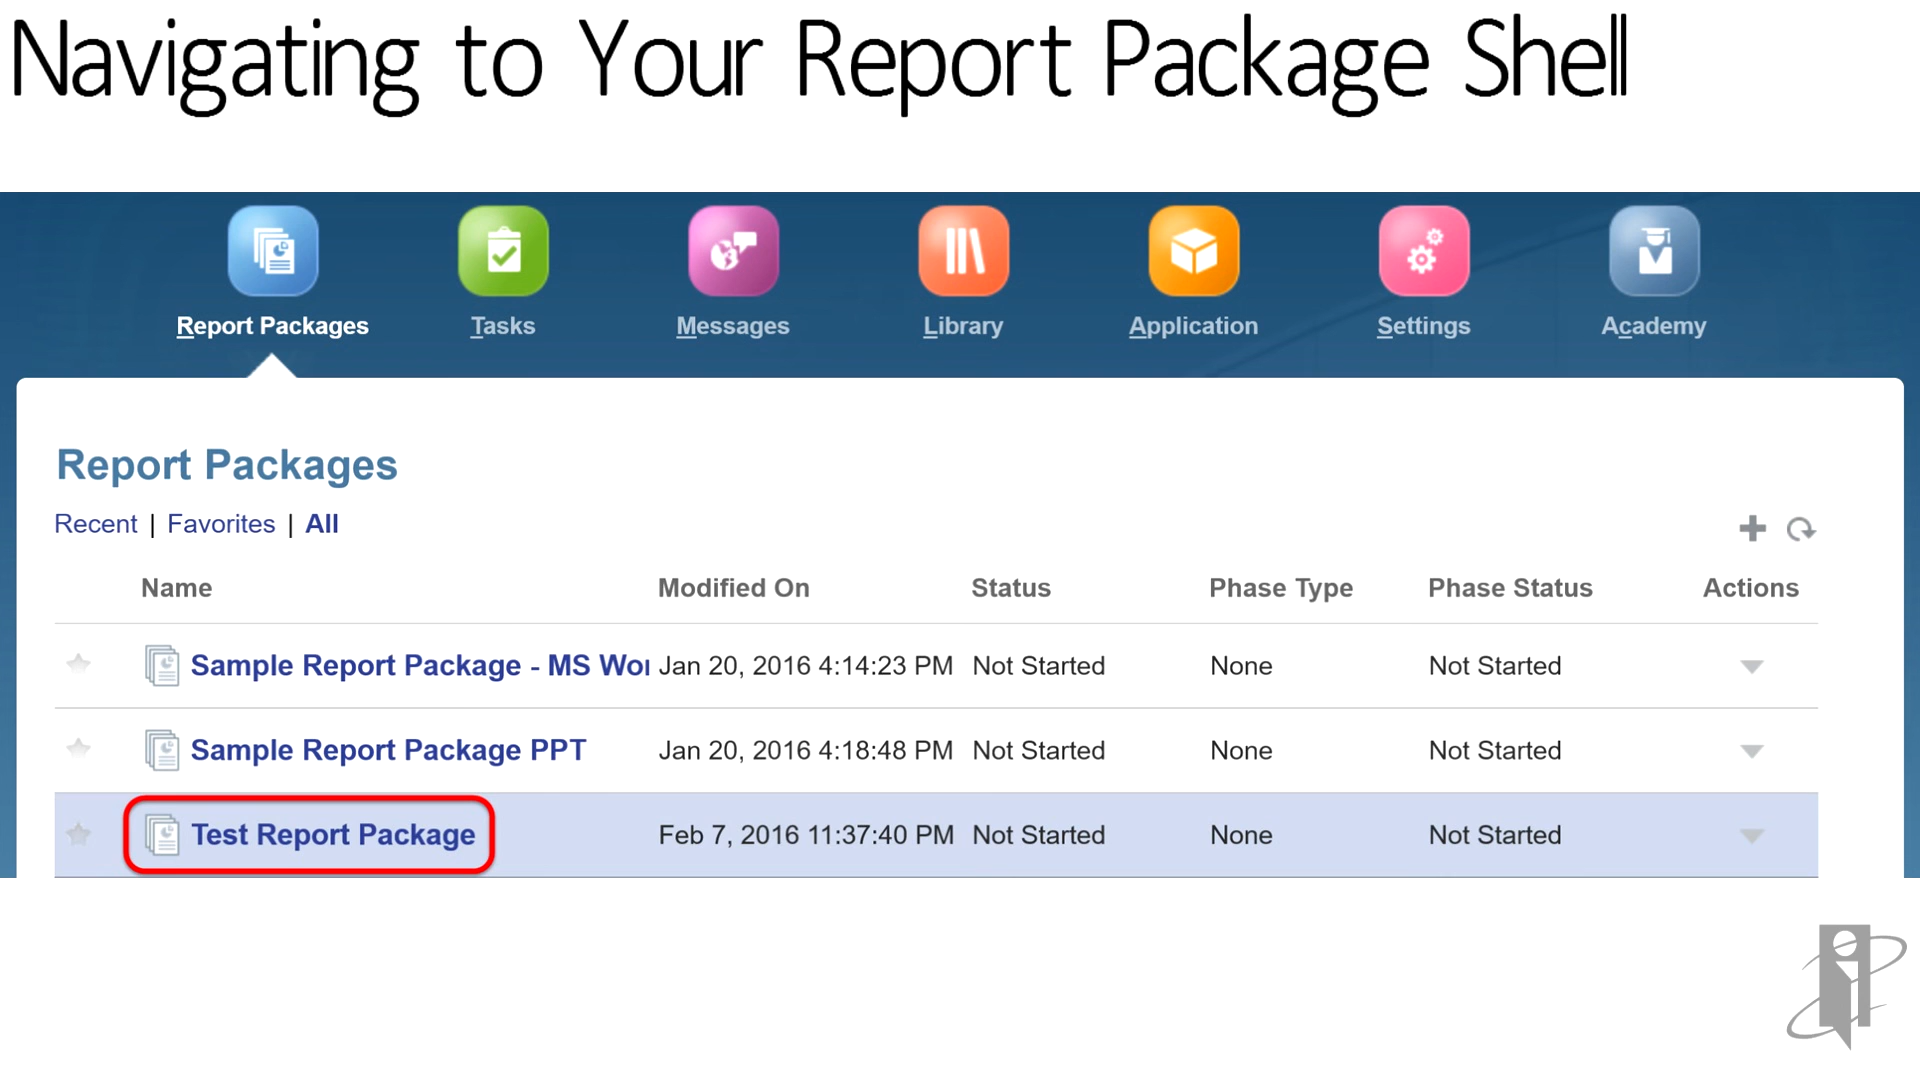 Navigating to Your Report Package Shell
Report Packages Tasks Messages Library Application Settings Academy
Report Packages
Recent | Favorites | All
Name Modified On Status Phase Type Phase Status Actions
Sample Report Package - MS Wor Jan 20, 2016 4:14:23 PM Not Started None Not Started
Sample Report Package PPT Jan 20, 2016 4:18:48 PM Not Started None Not Started
Test Report Package Feb 7, 2016 11:37:40 PM Not Started None Not Started